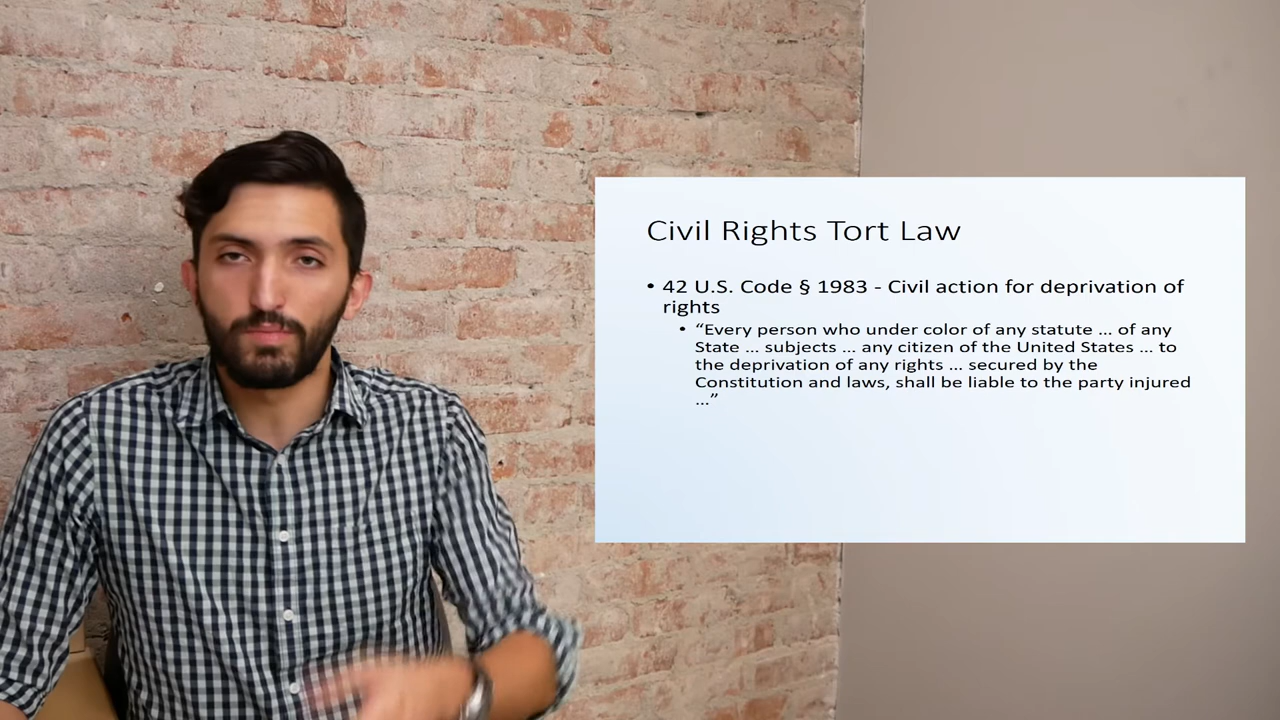 Civil Rights Tort Law
• 42 U.S. Code § 1983 - Civil action for deprivation of
rights
• “Every person who under color of any statute ... of any
State ... subjects ... any citizen of the United States ... to
the deprivation of any rights ... secured by the
Constitution and laws, shall be liable to the party injured
...”